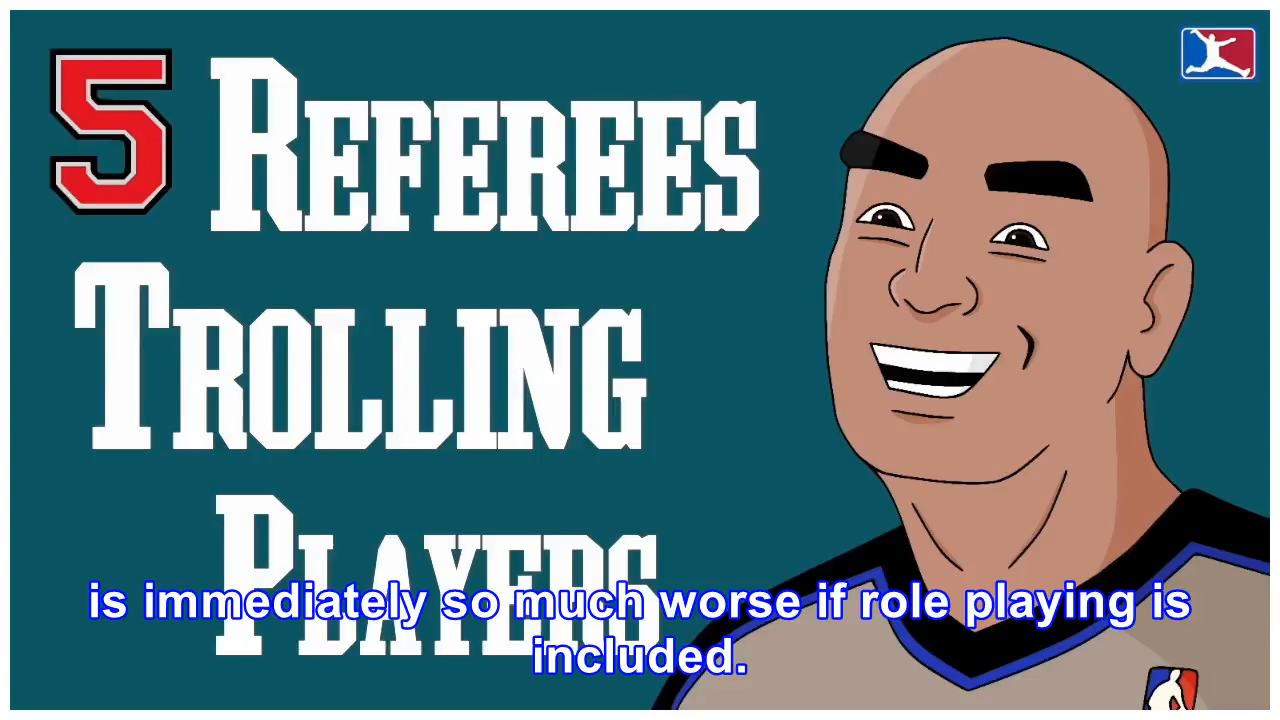 5 REFEREES
TROLLING
PLAYERS
is immediately so much worse if role playing is
included.